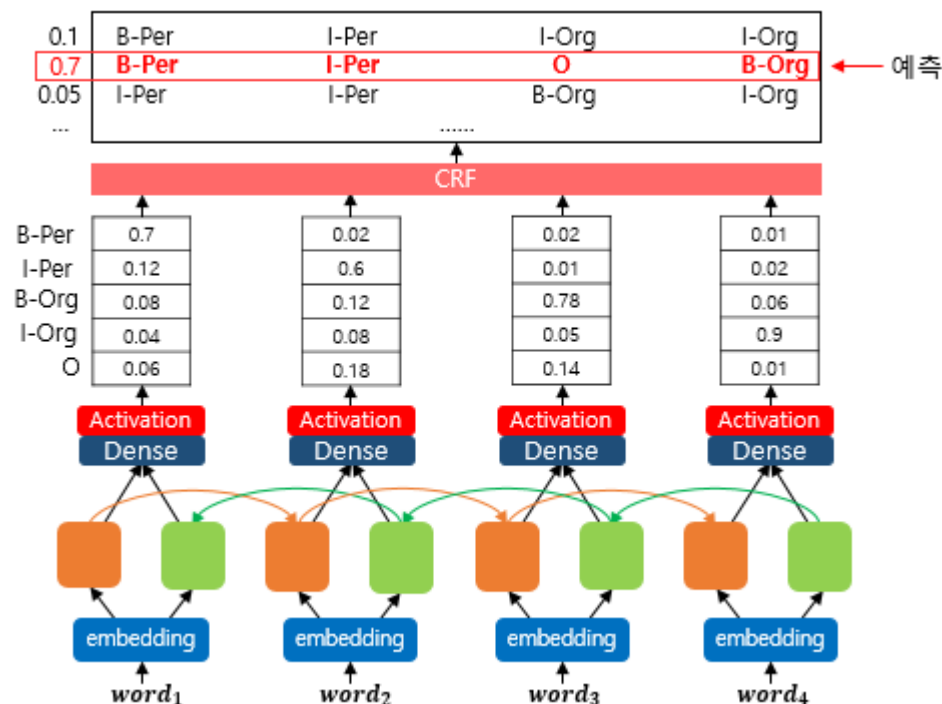 0.1 B-Per I-Per I-Org I-Org
0.7 B-Per I-Per O B-Org 예측
0.05 I-Per I-Per B-Org I-Org
... ......
CRF
B-Per 0.7 0.02 0.02 0.01
I-Per 0.12 0.6 0.01 0.02
B-Org 0.08 0.12 0.78 0.06
I-Org 0.04 0.08 0.05 0.9
O 0.06 0.18 0.14 0.01
Activation Activation Activation Activation
Dense Dense Dense Dense
embedding embedding embedding embedding
word₁ word₂ word₃ word₄